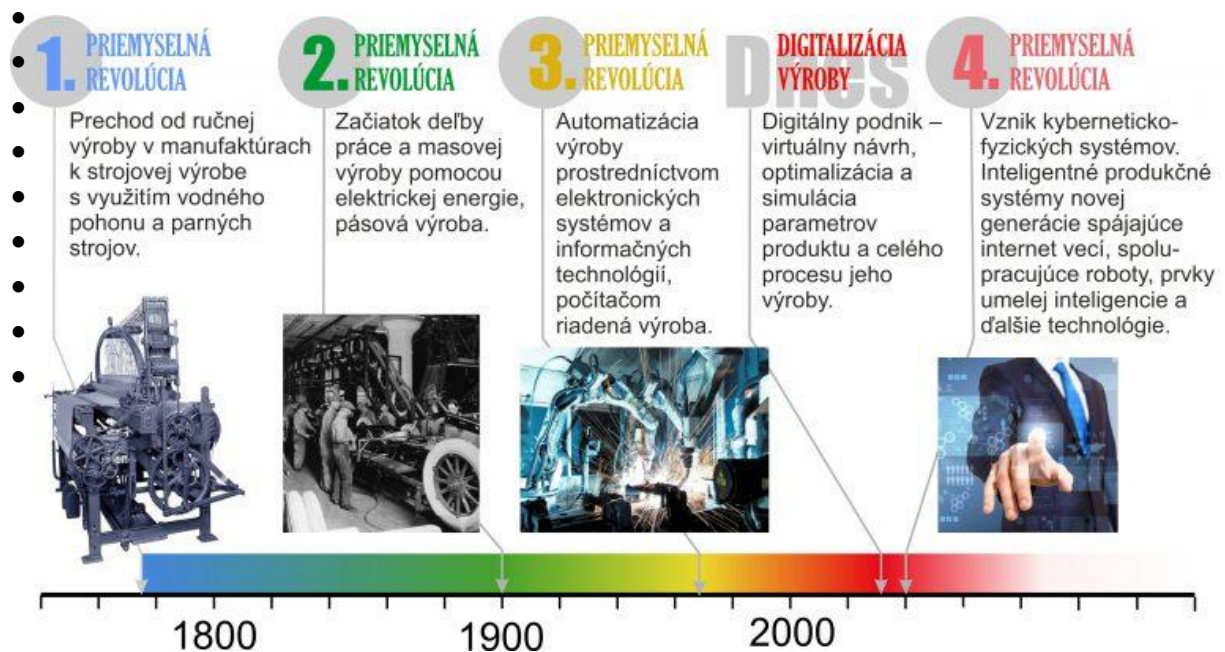 1. PRIEMYSELNÁ
REVOLÚCIA
Prechod od ručnej
výroby v manufaktúrach
k strojovej výrobe
s využitím vodného
pohonu a parných
strojov.
2. PRIEMYSELNÁ
REVOLÚCIA
Začiatok deľby
práce a masovej
výroby pomocou
elektrickej energie,
pásová výroba.
3. PRIEMYSELNÁ
REVOLÚCIA
Automatizácia
výroby
prostredníctvom
elektronických
systémov a
informačných
technológií,
počítačom
riadená výroba.
Dnes
DIGITALIZÁCIA
VÝROBY
Digitálny podnik –
virtuálny návrh,
optimalizácia a
simulácia
parametrov
produktu a celého
procesu jeho
výroby.
4. PRIEMYSELNÁ
REVOLÚCIA
Vznik kyberneticko-
fyzických systémov.
Inteligentné produkčné
systémy novej
generácie spájajúce
internet vecí, spolu-
pracujúce roboty, prvky
umelej inteligencie a
ďalšie technológie.
1800
1900
2000